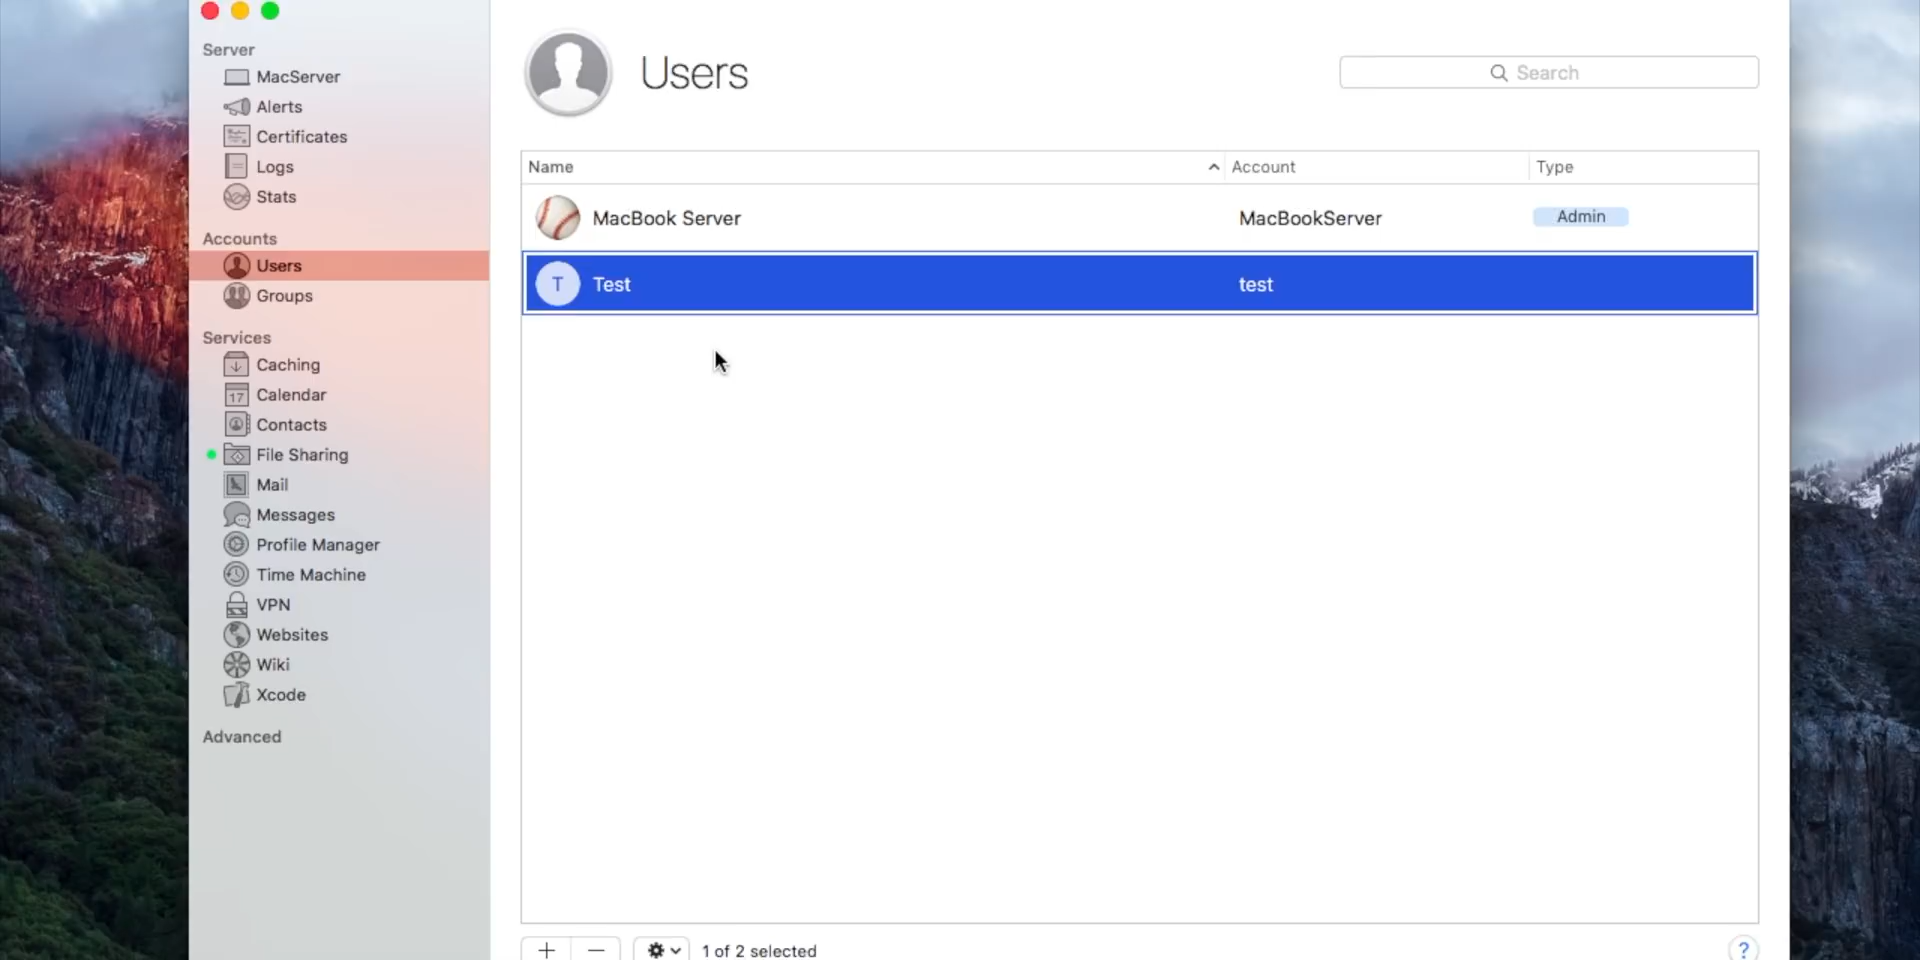 Server
MacServer
Alerts
Certificates
Logs
Stats
Accounts
Users
Groups
Services
Caching
17
Calendar
Contacts
File Sharing
Mail
Messages
Profile Manager
Time Machine
VPN
Websites
Wiki
Xcode
Advanced
Users
Search
Name
Account
Type
MacBook Server
MacBookServer
Admin
T
Test
test
1 of 2 selected
?